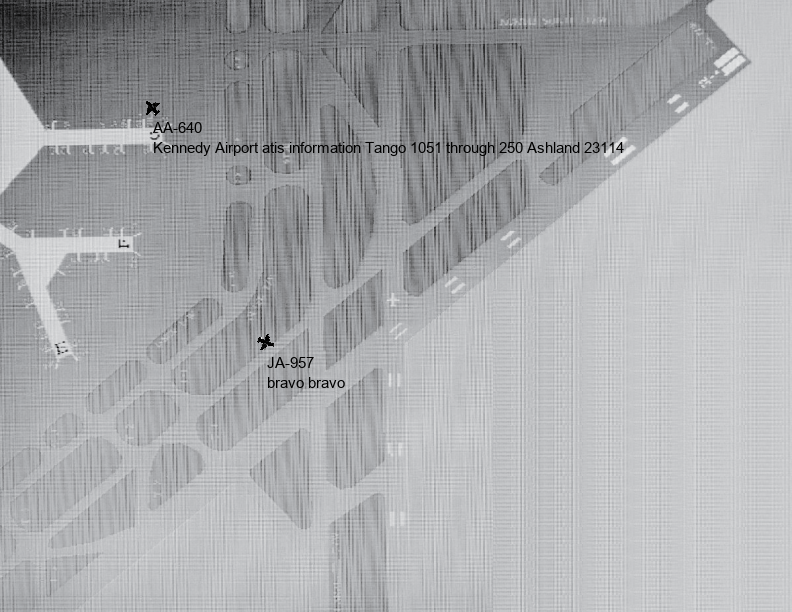 AA-640
Kennedy Airport atis information Tango 1051 through 250 Ashland 23114
JA-957
bravo bravo